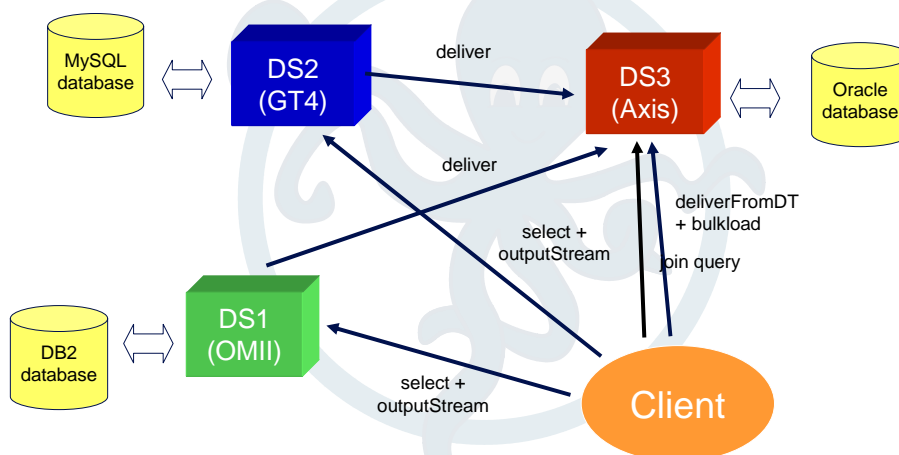 MySQL
database
DS2
(GT4)
deliver
DS3
(Axis)
Oracle
database
deliver
deliverFromDT
+ bulkload
select +
outputStream
join query
DS1
(OMII)
DB2
database
select +
outputStream
Client